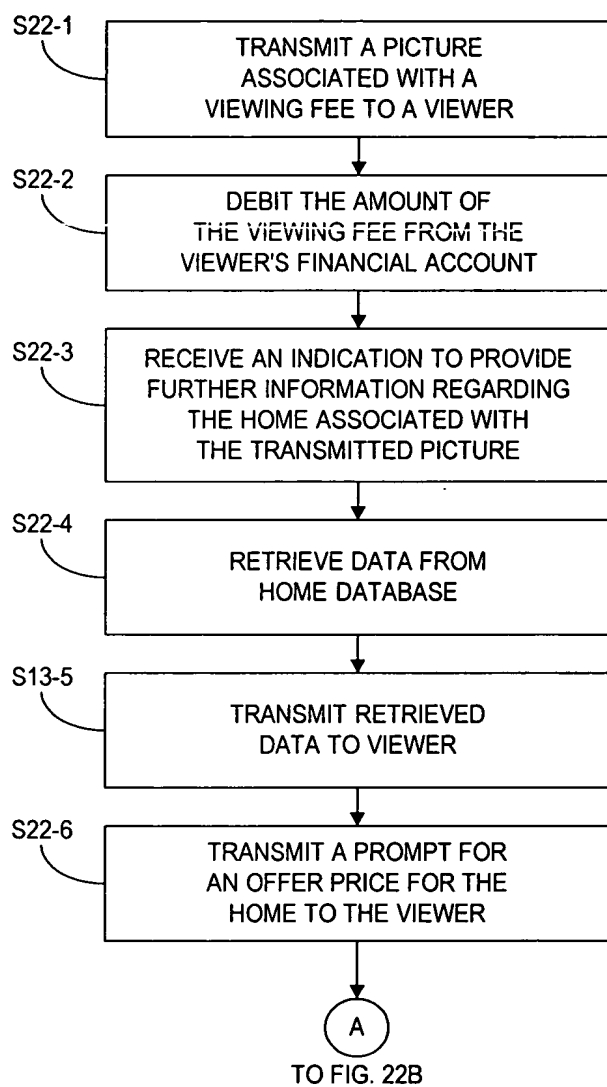 S22-1
TRANSMIT A PICTURE
ASSOCIATED WITH A
VIEWING FEE TO A VIEWER
S22-2
DEBIT THE AMOUNT OF
THE VIEWING FEE FROM THE
VIEWER'S FINANCIAL ACCOUNT
S22-3
RECEIVE AN INDICATION TO PROVIDE
FURTHER INFORMATION REGARDING
THE HOME ASSOCIATED WITH
THE TRANSMITTED PICTURE
S22-4
RETRIEVE DATA FROM
HOME DATABASE
S13-5
TRANSMIT RETRIEVED
DATA TO VIEWER
S22-6
TRANSMIT A PROMPT FOR
AN OFFER PRICE FOR THE
HOME TO THE VIEWER
A
TO FIG. 22B